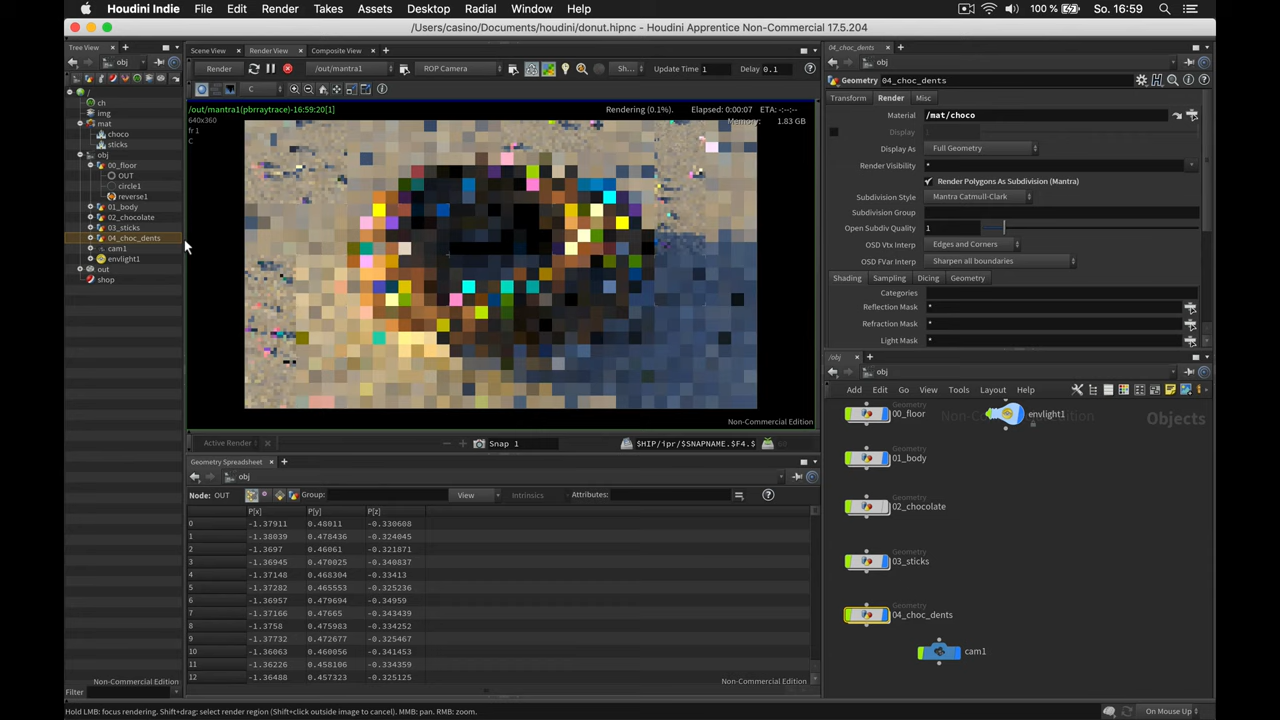 Houdini Indie File Edit Render Takes Assets Desktop Radial Window Help 100 % So. 16:59
/Users/casino/Documents/houdini/donut.hipnc - Houdini Apprentice Non-Commercial 17.5.204
Tree View
Scene View Render View Composite View
04_choc_dents
obj
Render /out/mantra1 ROP Camera Sh... Update Time 1 Delay 0.1
obj
Geometry 04_choc_dents
C
Transform Render Misc
/out/mantra1(pbrraytrace)-16:59:20[1] Rendering (0.1%). Elapsed: 0:00:07 ETA: -:--:--
640x360 Memory: 1.83 GB
fr 1
C
/
ch
img
mat
choco
sticks
obj
00_floor
OUT
circle1
reverse1
01_body
02_chocolate
03_sticks
04_choc_dents
cam1
envlight1
out
shop
Material /mat/choco
Display 1
Display As Full Geometry
Render Visibility *
Render Polygons As Subdivision (Mantra)
Subdivision Style Mantra Catmull-Clark
Subdivision Group
Open Subdiv Quality 1
OSD Vtx Interp Edges and Corners
OSD FVar Interp Sharpen all boundaries
Shading Sampling Dicing Geometry
Categories
Reflection Mask *
Refraction Mask *
Light Mask *
Non-Commercial Edition
Active Render Snap 1 $HIP/ipr/$SNAPNAME.$F4.$
Geometry Spreadsheet
obj
Node: OUT Group: View Intrinsics Attributes:
P[x] P[y] P[z]
0 -1.37911 0.48011 -0.330608
1 -1.38039 0.478436 -0.324045
2 -1.3697 0.46061 -0.321871
3 -1.36945 0.470025 -0.340837
4 -1.37148 0.468304 -0.33413
5 -1.37282 0.465553 -0.325236
6 -1.36957 0.479694 -0.34959
7 -1.37166 0.47665 -0.343439
8 -1.3758 0.475983 -0.334252
9 -1.37732 0.472677 -0.325467
10 -1.36063 0.460056 -0.341453
11 -1.36226 0.458106 -0.334359
12 -1.36488 0.457323 -0.325125
Non-Commercial Edition
Non-Commercial Edition
Filter
/obj
obj
Add Edit Go View Tools Layout Help
Non-Commercial Edition Objects
Geometry
00_floor
envlight1
Geometry
01_body
Geometry
02_chocolate
Geometry
03_sticks
Geometry
04_choc_dents
cam1
Hold LMB: focus rendering. Shift+drag: select render region (Shift+click outside image to cancel). MMB: pan. RMB: zoom.
On Mouse Up